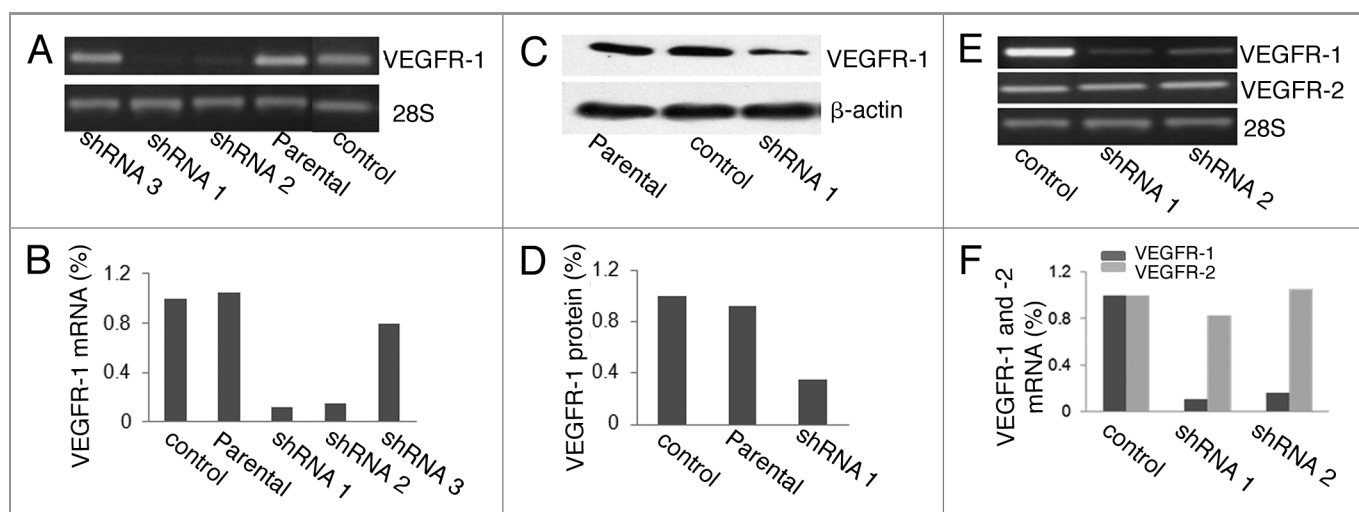 A
VEGFR-1
28S
shRNA 3
shRNA 1
shRNA 2
Parental
control
C
VEGFR-1
β-actin
Parental
control
shRNA 1
E
VEGFR-1
VEGFR-2
28S
control
shRNA 1
shRNA 2
B
VEGFR-1 mRNA (%)
1.2
0.8
0.4
0
control
Parental
shRNA 1
shRNA 2
shRNA 3
D
VEGFR-1 protein (%)
1.2
0.8
0.4
0
control
Parental
shRNA 1
F
VEGFR-1 and -2
mRNA (%)
VEGFR-1
VEGFR-2
1.2
0.8
0.4
0
control
shRNA 1
shRNA 2